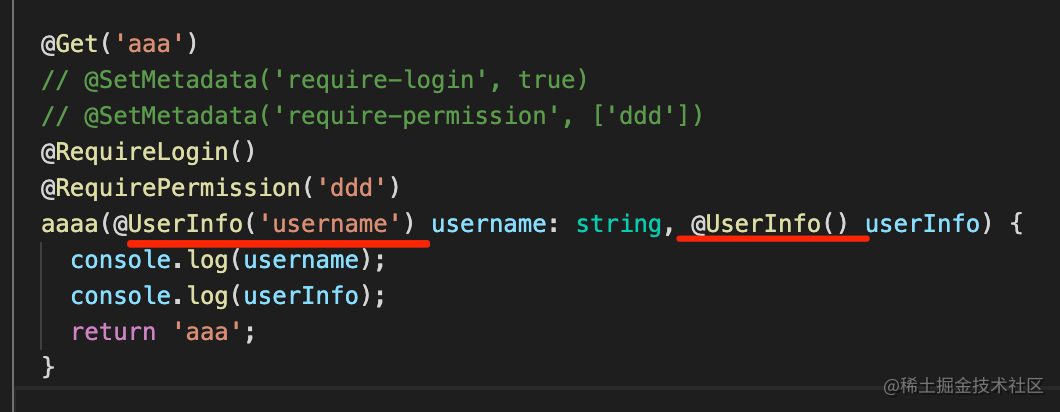 @Get('aaa')
// @SetMetadata('require-login', true)
// @SetMetadata('require-permission', ['ddd'])
@RequireLogin()
@RequirePermission('ddd')
aaaa(@UserInfo('username') username: string, @UserInfo() userInfo) {
  console.log(username);
  console.log(userInfo);
  return 'aaa';
}
@稀土掘金技术社区